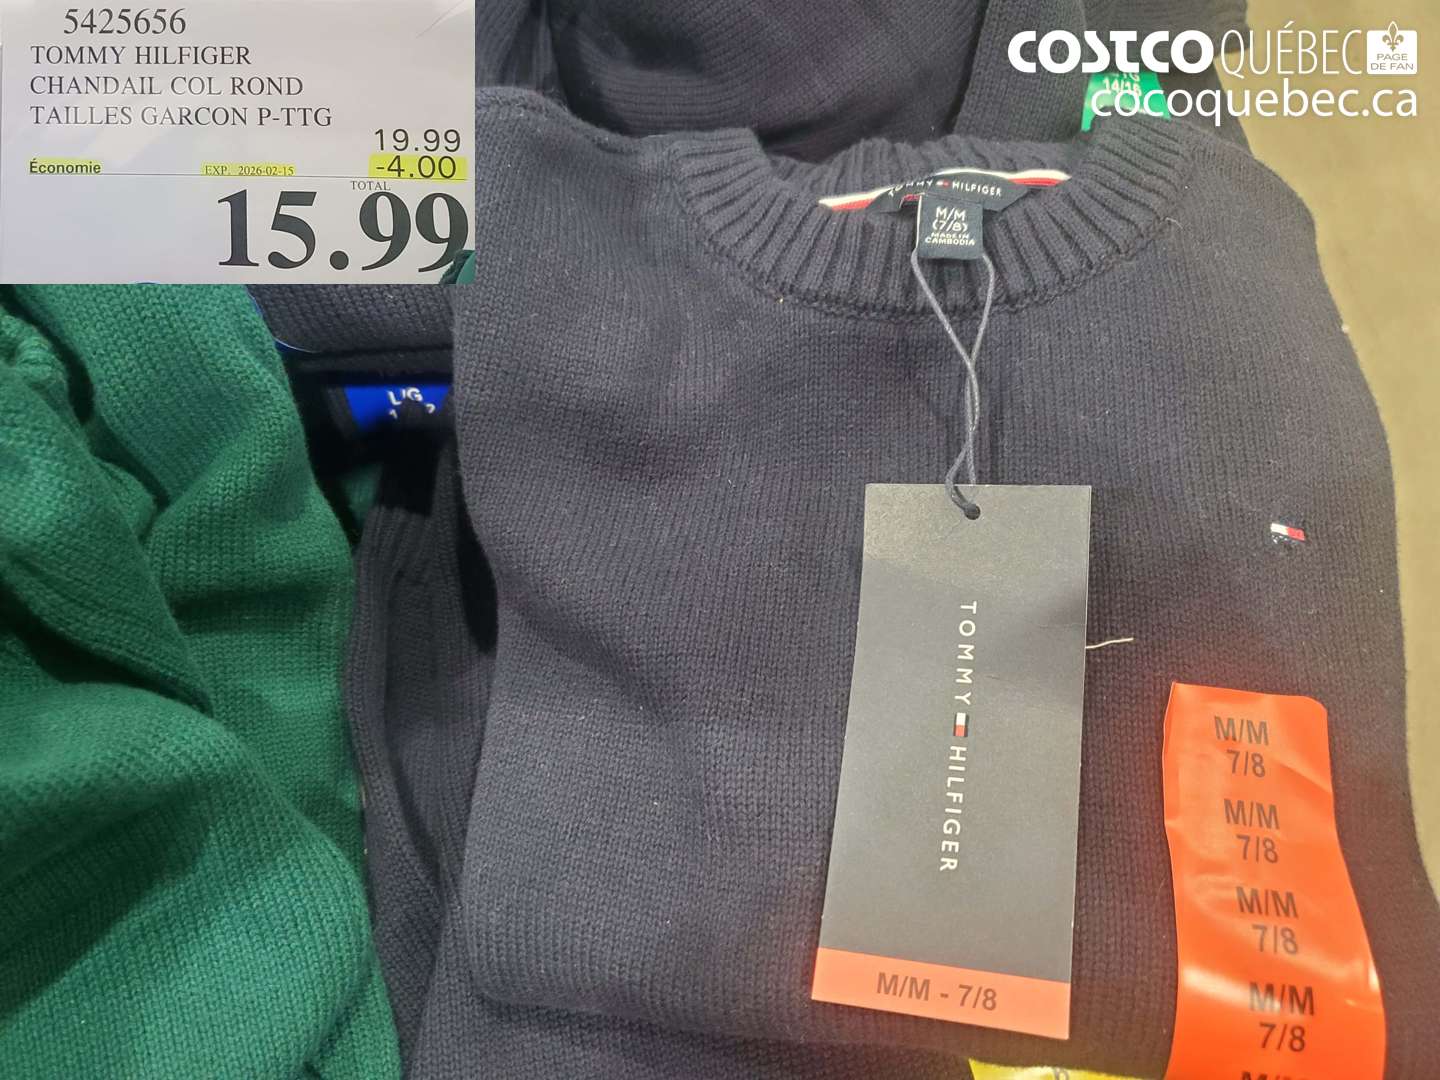 5425656
TOMMY HILFIGER
CHANDAIL COL ROND
TAILLES GARCON P-TTG
19.99
Économie EXP. 2026-02-15 -4.00
TOTAL
15.99
COSTCO QUÉBEC PAGE DE FAN
cocoquebec.ca
14/16
TOMMY HILFIGER
M/M
(7/8)
MADE IN
CAMBODIA
L/G
TOMMY HILFIGER
M/M - 7/8
M/M
7/8
M/M
7/8
M/M
7/8
M/M
7/8